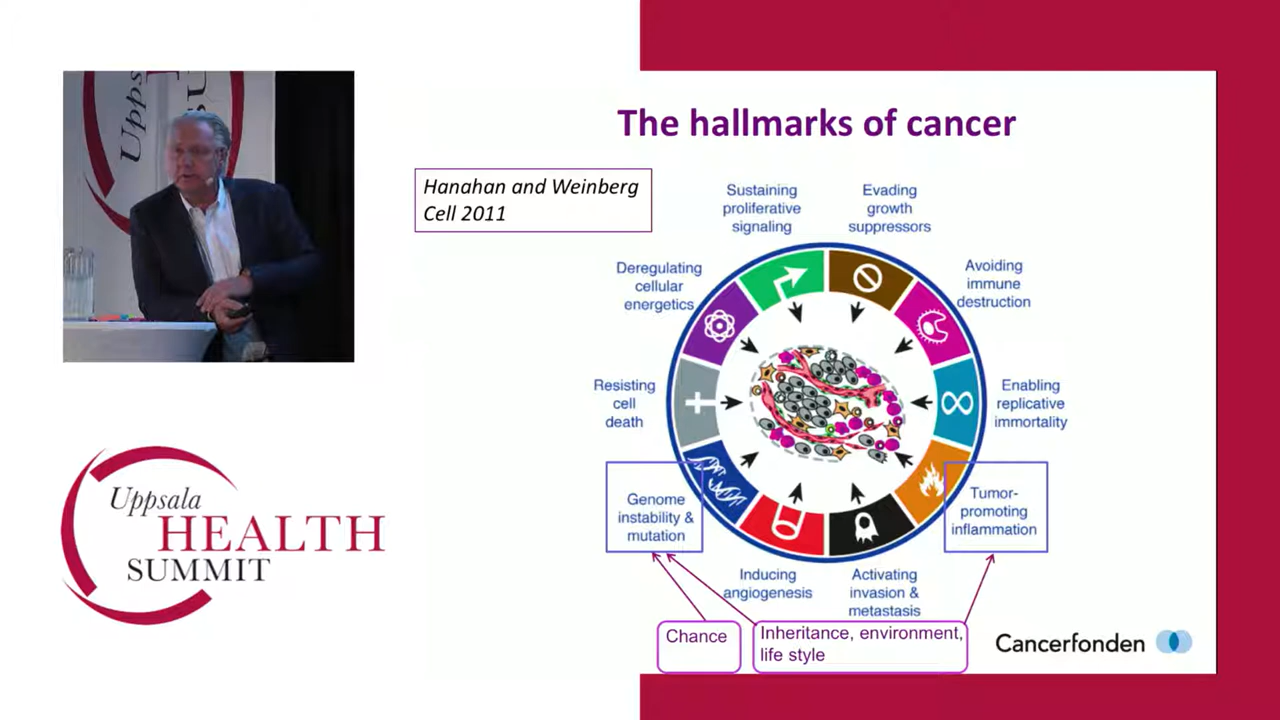 Upps
The hallmarks of cancer
Hanahan and Weinberg
Cell 2011
Sustaining
proliferative
signaling
Evading
growth
suppressors
Deregulating
cellular
energetics
Avoiding
immune
destruction
Resisting
cell
death
Enabling
replicative
immortality
Genome
instability &
mutation
Tumor-
promoting
inflammation
Inducing
angiogenesis
Activating
invasion &
metastasis
Chance
Inheritance, environment,
life style
Cancerfonden
Uppsala
HEALTH
SUMMIT